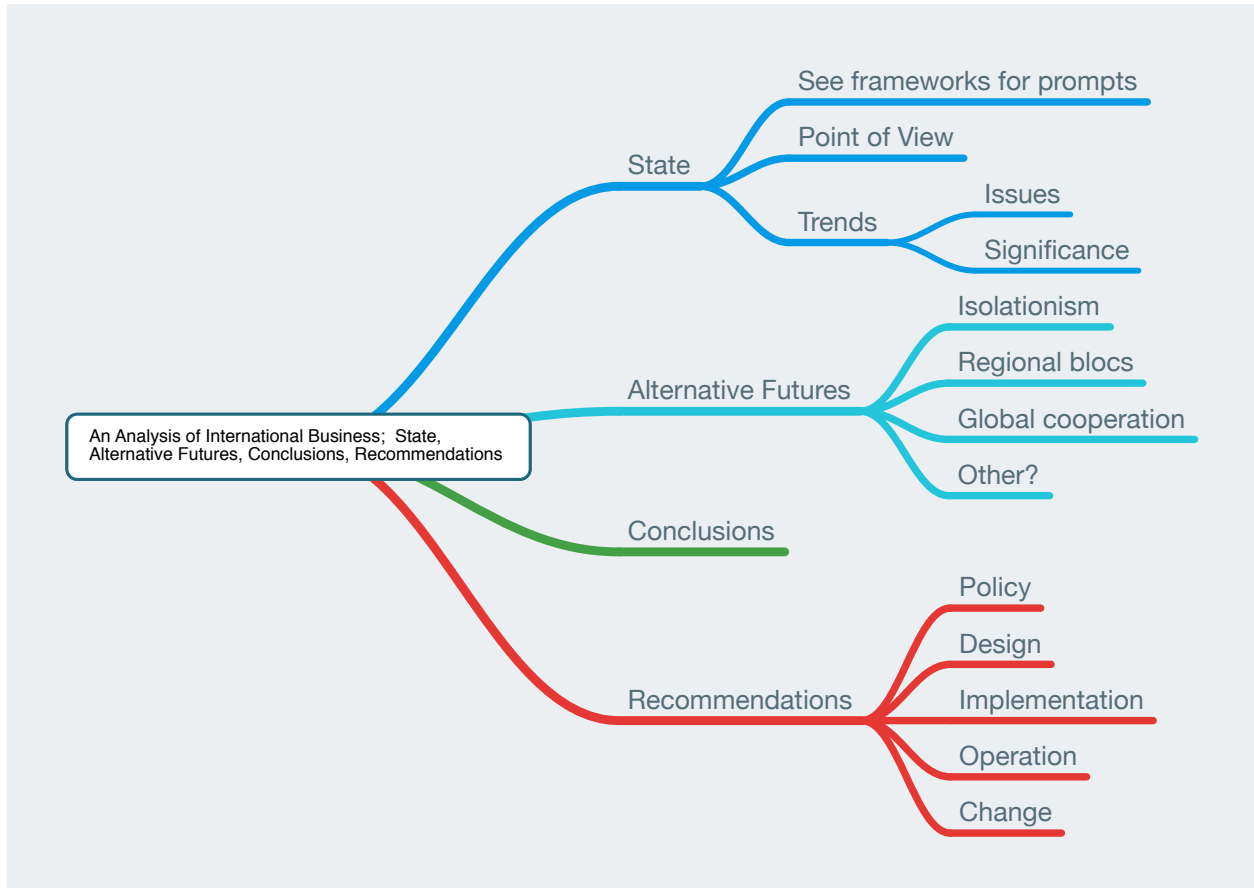 An Analysis of International Business;  State,
Alternative Futures, Conclusions, Recommendations
State
See frameworks for prompts
Point of View
Trends
Issues
Significance
Alternative Futures
Isolationism
Regional blocs
Global cooperation
Other?
Conclusions
Recommendations
Policy
Design
Implementation
Operation
Change